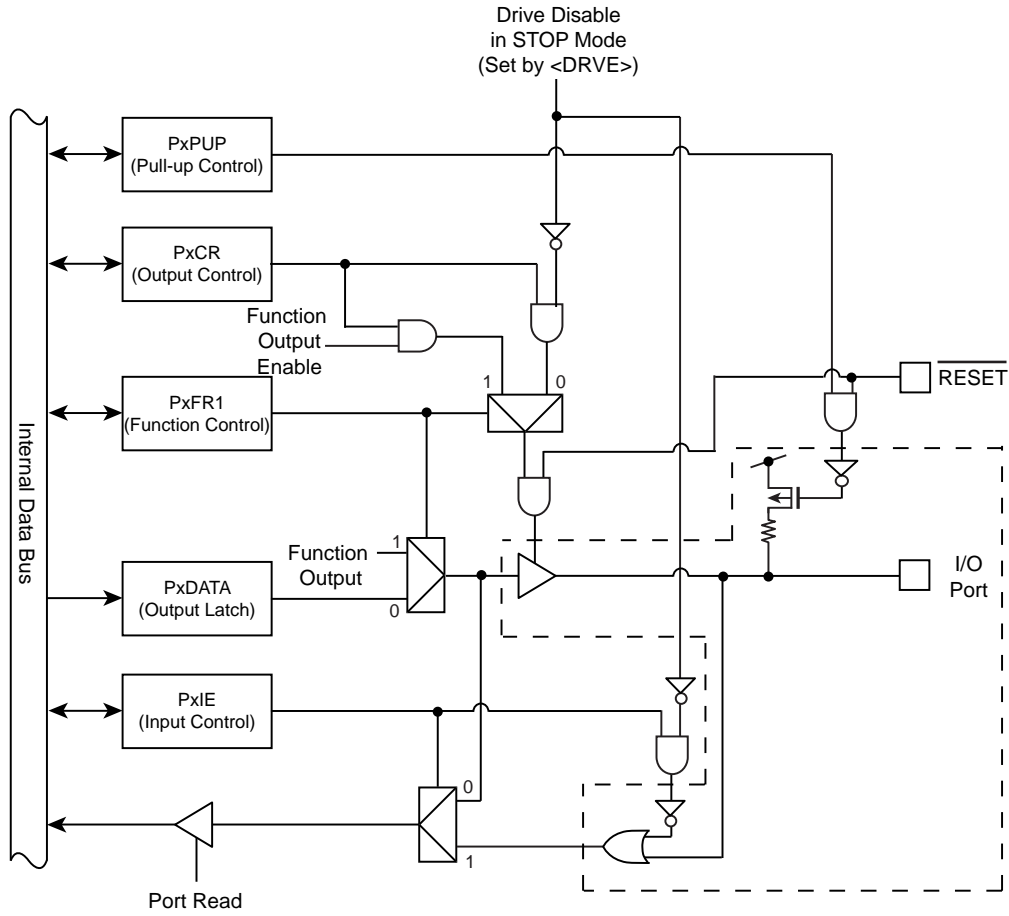 Drive Disable
in STOP Mode
(Set by <DRVE>)
PxPUP
(Pull-up Control)
PxCR
(Output Control)
Function
Output
Enable
1
0
RESET
PxFR1
(Function Control)
Internal Data Bus
1
Function
Output
0
I/O
Port
PxDATA
(Output Latch)
PxIE
(Input Control)
0
1
Port Read